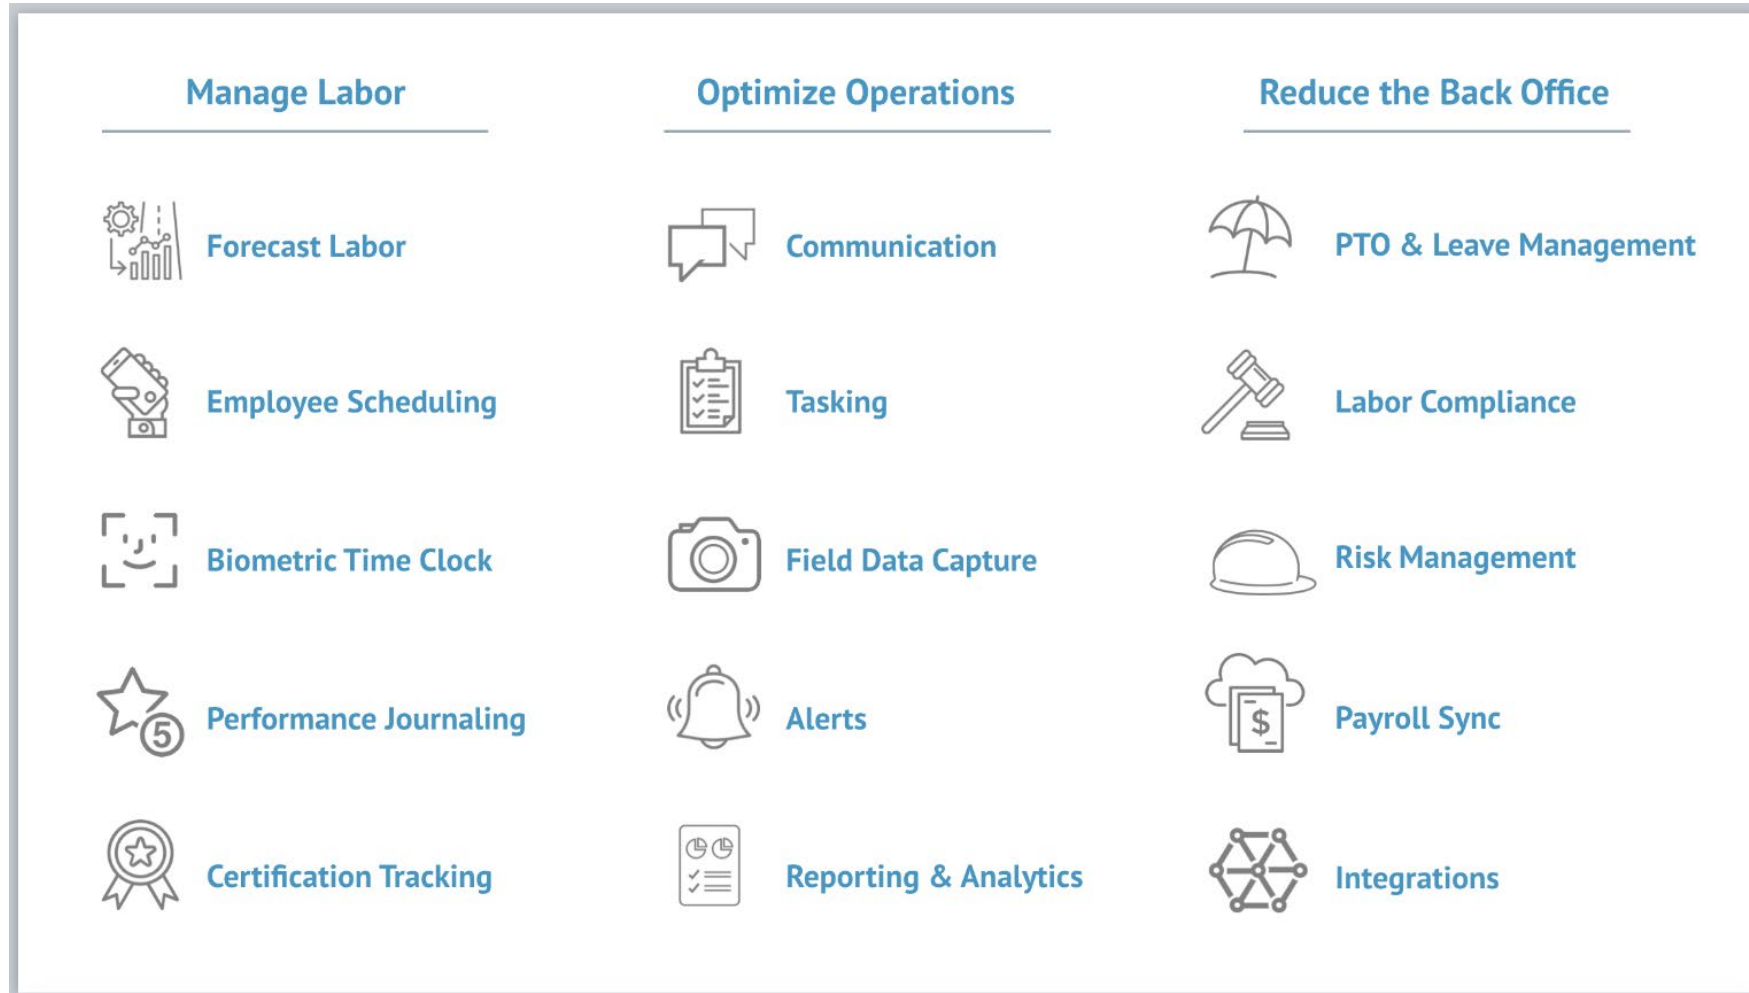 Manage Labor
Forecast Labor
Employee Scheduling
Biometric Time Clock
5
Performance Journaling
Certification Tracking
Optimize Operations
Communication
Tasking
Field Data Capture
Alerts
Reporting & Analytics
Reduce the Back Office
PTO & Leave Management
Labor Compliance
Risk Management
$
Payroll Sync
Integrations